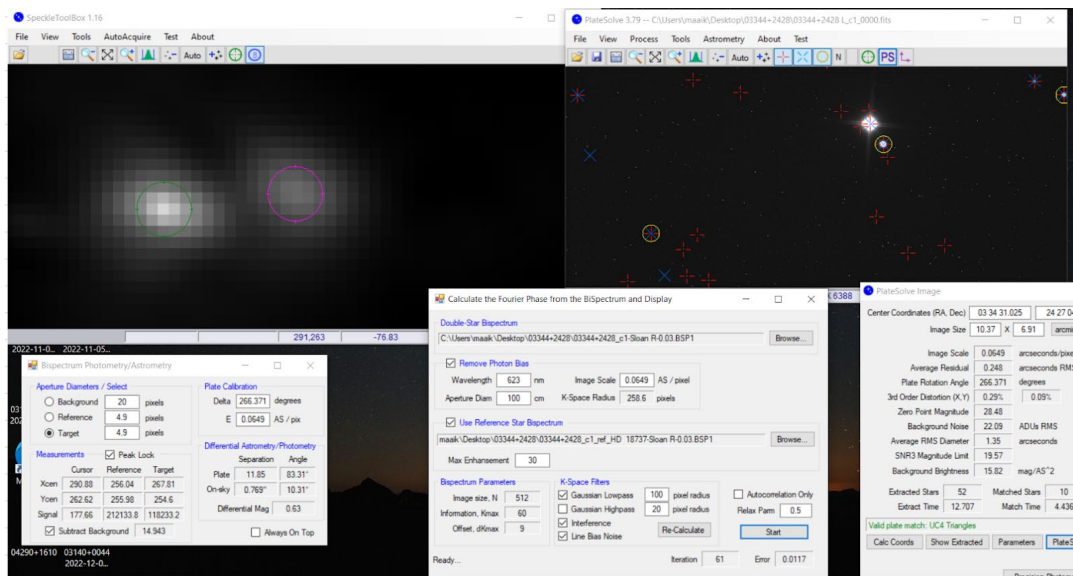 SpeckleToolBox 1.16
File View Tools AutoAcquire Test About
Auto
291,263 -76.83
PlateSolve 3.79 -- C:\Users\maaik\Desktop\03344+2428\03344+2428 L_c1_0000.fits
File View Process Tools Astrometry About Test
Auto N PS
6388
2022-11-0... 2022-11-05...
Bispectrum Photometry/Astrometry
Aperture Diameters / Select
Background 20 pixels
Reference 4.9 pixels
Target 4.9 pixels
Plate Calibration
Delta 266.371 degrees
E 0.0649 AS / pix
Measurements Peak Lock
Cursor Reference Target
Xcen 290.88 256.04 267.81
Ycen 262.62 255.98 254.6
Signal 177.66 212133.8 118233.2
Subtract Background 14.943
Differential Astrometry/Photometry
Separation Angle
Plate 11.85 83.31°
On-sky 0.769" 10.31°
Differential Mag 0.63
Always On Top
04290+1610 03140+0044
2022-12-0...
Calculate the Fourier Phase from the BiSpectrum and Display
Double-Star Bispectrum
C:\Users\maaik\Desktop\03344+2428\03344+2428_c1-Sloan R-0.03.BSP1 Browse...
Remove Photon Bias
Wavelength 623 nm Image Scale 0.0649 AS / pixel
Aperture Diam 100 cm K-Space Radius 258.6 pixels
Use Reference Star Bispectrum
maaik\Desktop\03344+2428\03344+2428_c1_ref_HD 18737-Sloan R-0.03.BSP1 Browse...
Max Enhansement 30
Bispectrum Parameters
Image size, N 512
Information, Kmax 60
Offset, dKmax 9
K-Space Filters
Gaussian Lowpass 100 pixel radius
Gaussian Highpass 20 pixel radius
Interference
Line Bias Noise
Re-Calculate
Autocorrelation Only
Relax Parm 0.5
Start
Ready... Iteration 61 Error 0.0117
PlateSolve Image
Center Coordinates (RA, Dec) 03 34 31.025 24 27 04
Image Size 10.37 X 6.91 arcmi
Image Scale 0.0649 arcseconds/pixe
Average Residual 0.248 arcseconds RMS
Plate Rotation Angle 266.371 degrees
3rd Order Distortion (X,Y) 0.29% 0.09%
Zero Point Magnitude 28.48
Background Noise 22.09 ADUs RMS
Average RMS Diameter 1.35 arcseconds
SNR3 Magnitude Limit 19.57
Background Brightness 15.82 mag/AS^2
Extracted Stars 52 Matched Stars 10
Extract Time 12.707 Match Time 4.436
Valid plate match: UC4 Triangles
Calc Coords Show Extracted Parameters PlateS